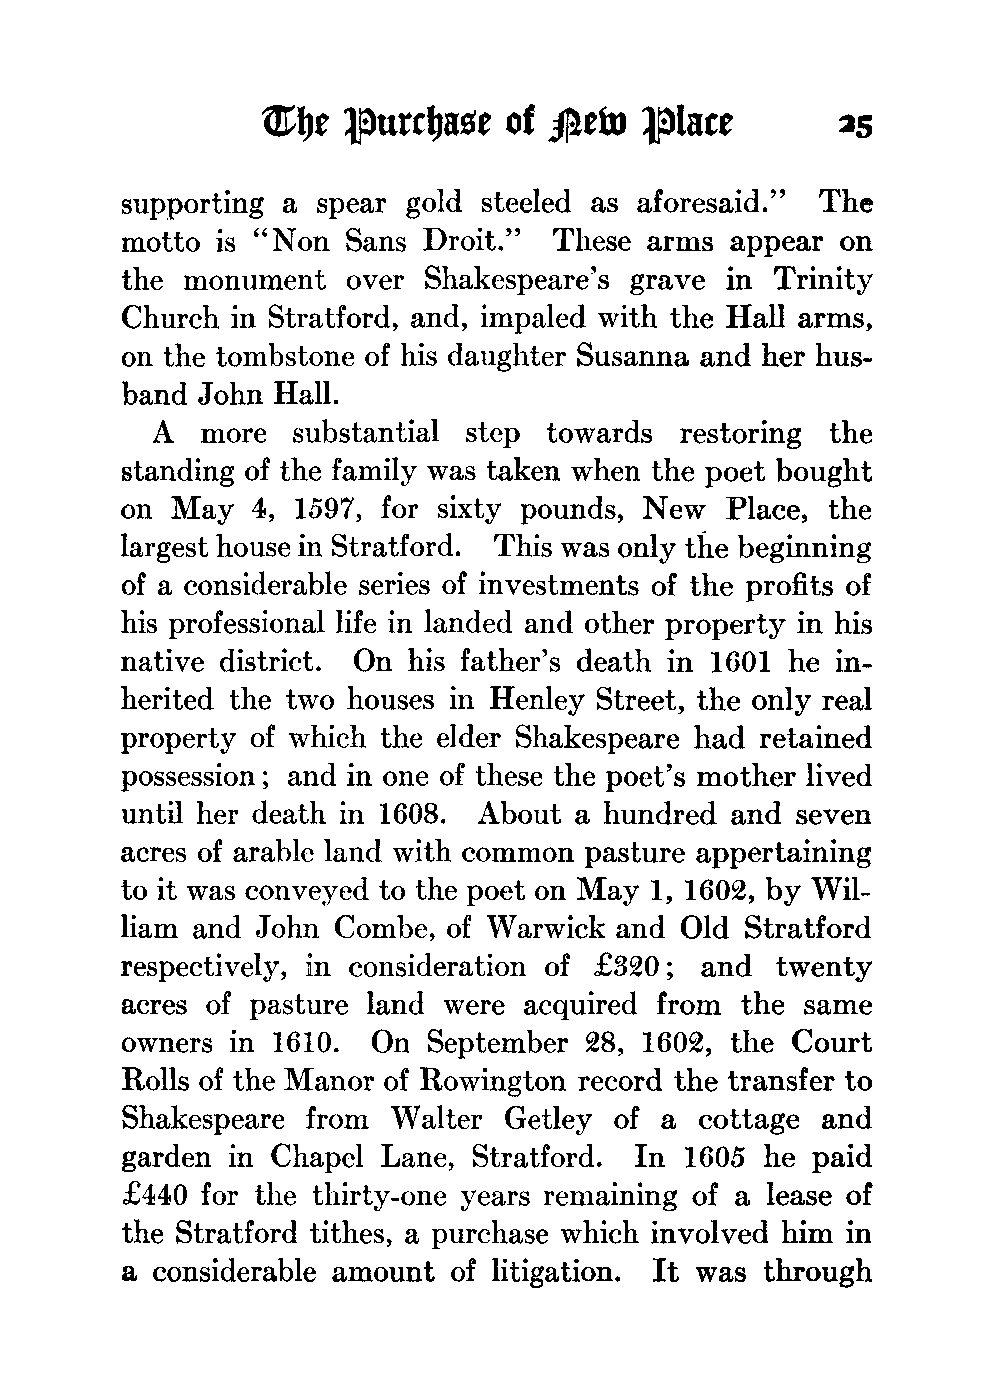 The Purchase of New Place 25
supporting a spear gold steeled as aforesaid.” The
motto is “Non Sans Droit.” These arms appear on
the monument over Shakespeare’s grave in Trinity
Church in Stratford, and, impaled with the Hall arms,
on the tombstone of his daughter Susanna and her hus-
band John Hall.
A more substantial step towards restoring the
standing of the family was taken when the poet bought
on May 4, 1597, for sixty pounds, New Place, the
largest house in Stratford. This was only the beginning
of a considerable series of investments of the profits of
his professional life in landed and other property in his
native district. On his father’s death in 1601 he in-
herited the two houses in Henley Street, the only real
property of which the elder Shakespeare had retained
possession; and in one of these the poet’s mother lived
until her death in 1608. About a hundred and seven
acres of arable land with common pasture appertaining
to it was conveyed to the poet on May 1, 1602, by Wil-
liam and John Combe, of Warwick and Old Stratford
respectively, in consideration of £320; and twenty
acres of pasture land were acquired from the same
owners in 1610. On September 28, 1602, the Court
Rolls of the Manor of Rowington record the transfer to
Shakespeare from Walter Getley of a cottage and
garden in Chapel Lane, Stratford. In 1605 he paid
£440 for the thirty-one years remaining of a lease of
the Stratford tithes, a purchase which involved him in
a considerable amount of litigation. It was through